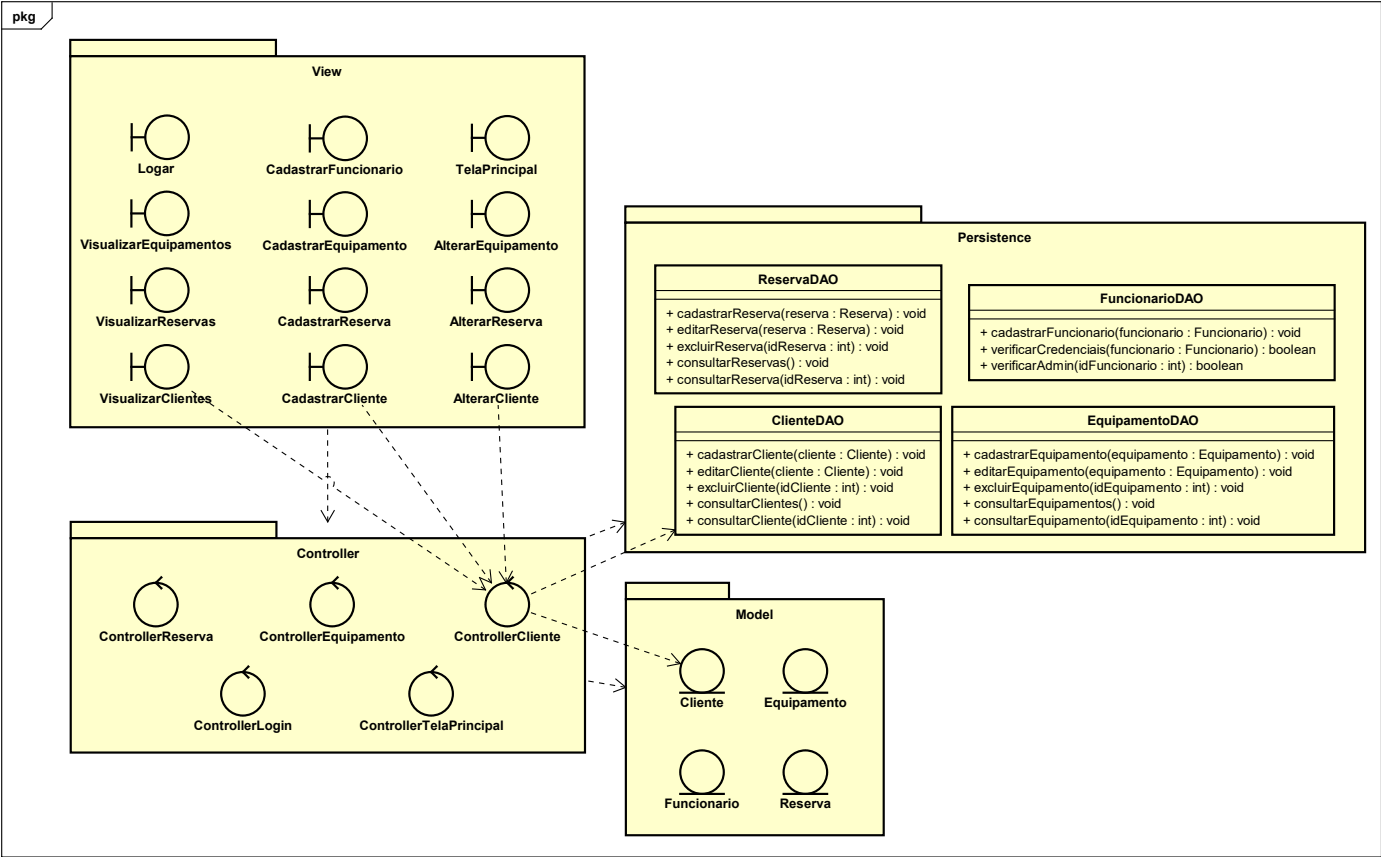 pkg
View
Logar
CadastrarFuncionario
TelaPrincipal
VisualizarEquipamentos
CadastrarEquipamento
AlterarEquipamento
VisualizarReservas
CadastrarReserva
AlterarReserva
VisualizarClientes
CadastrarCliente
AlterarCliente
Persistence
ReservaDAO
+ cadastrarReserva(reserva : Reserva) : void
+ editarReserva(reserva : Reserva) : void
+ excluirReserva(idReserva : int) : void
+ consultarReservas() : void
+ consultarReserva(idReserva : int) : void
FuncionarioDAO
+ cadastrarFuncionario(funcionario : Funcionario) : void
+ verificarCredenciais(funcionario : Funcionario) : boolean
+ verificarAdmin(idFuncionario : int) : boolean
ClienteDAO
+ cadastrarCliente(cliente : Cliente) : void
+ editarCliente(cliente : Cliente) : void
+ excluirCliente(idCliente : int) : void
+ consultarClientes() : void
+ consultarCliente(idCliente : int) : void
EquipamentoDAO
+ cadastrarEquipamento(equipamento : Equipamento) : void
+ editarEquipamento(equipamento : Equipamento) : void
+ excluirEquipamento(idEquipamento : int) : void
+ consultarEquipamentos() : void
+ consultarEquipamento(idEquipamento : int) : void
Controller
ControllerReserva
ControllerEquipamento
ControllerCliente
ControllerLogin
ControllerTelaPrincipal
Model
Cliente
Equipamento
Funcionario
Reserva